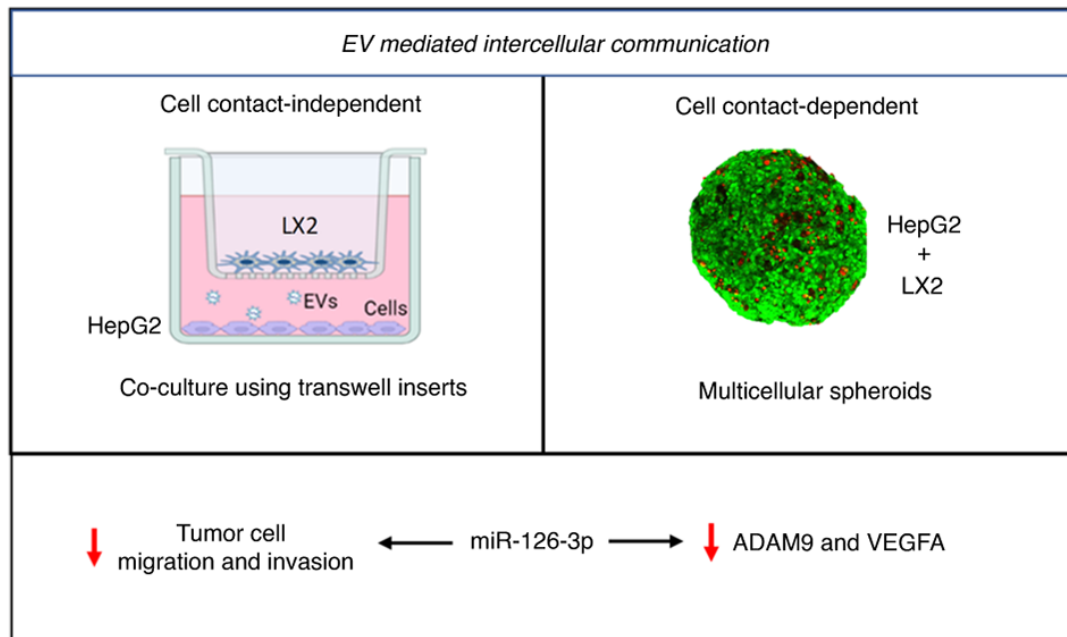 EV mediated intercellular communication
Cell contact-independent
LX2
EVs
Cells
HepG2
Co-culture using transwell inserts
Cell contact-dependent
HepG2
+
LX2
Multicellular spheroids
Tumor cell
migration and invasion
miR-126-3p
ADAM9 and VEGFA